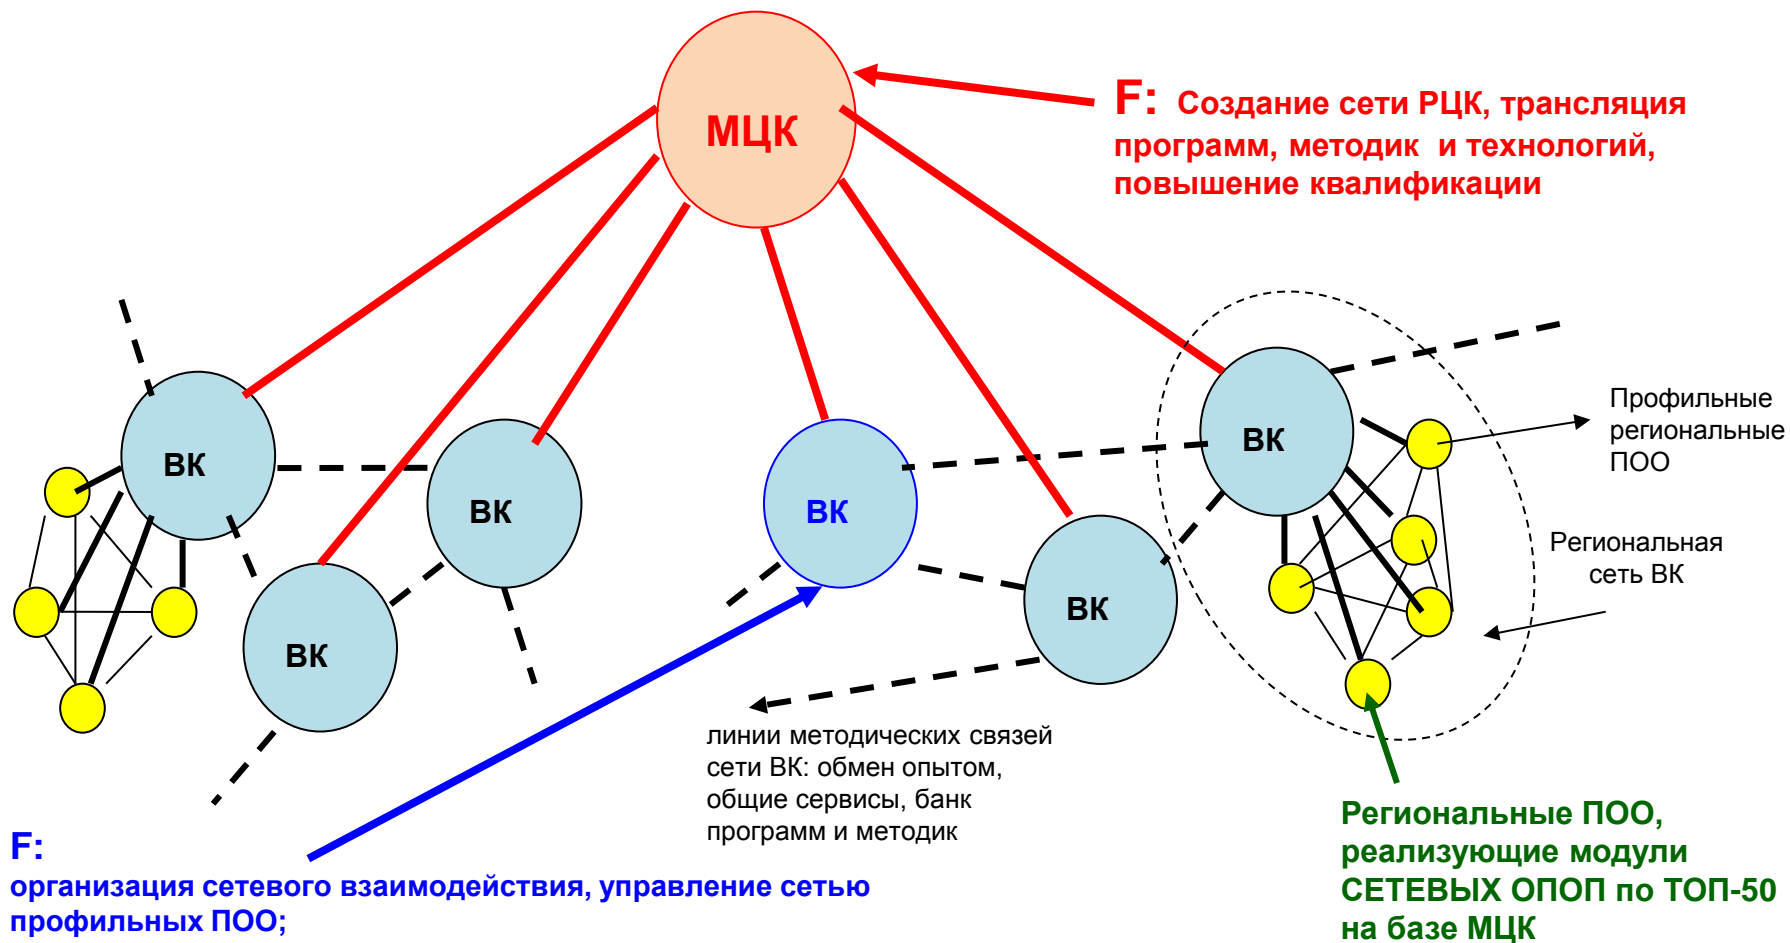 МЦК
F: Создание сети РЦК, трансляция
программ, методик и технологий,
повышение квалификации
ВК
ВК
ВК
ВК
ВК
ВК
Профильные
региональные
ПОО
Региональная
сеть ВК
линии методических связей
сети ВК: обмен опытом,
общие сервисы, банк
программ и методик
F:
организация сетевого взаимодействия, управление сетью
профильных ПОО;
Региональные ПОО,
реализующие модули
СЕТЕВЫХ ОПОП по ТОП-50
на базе МЦК